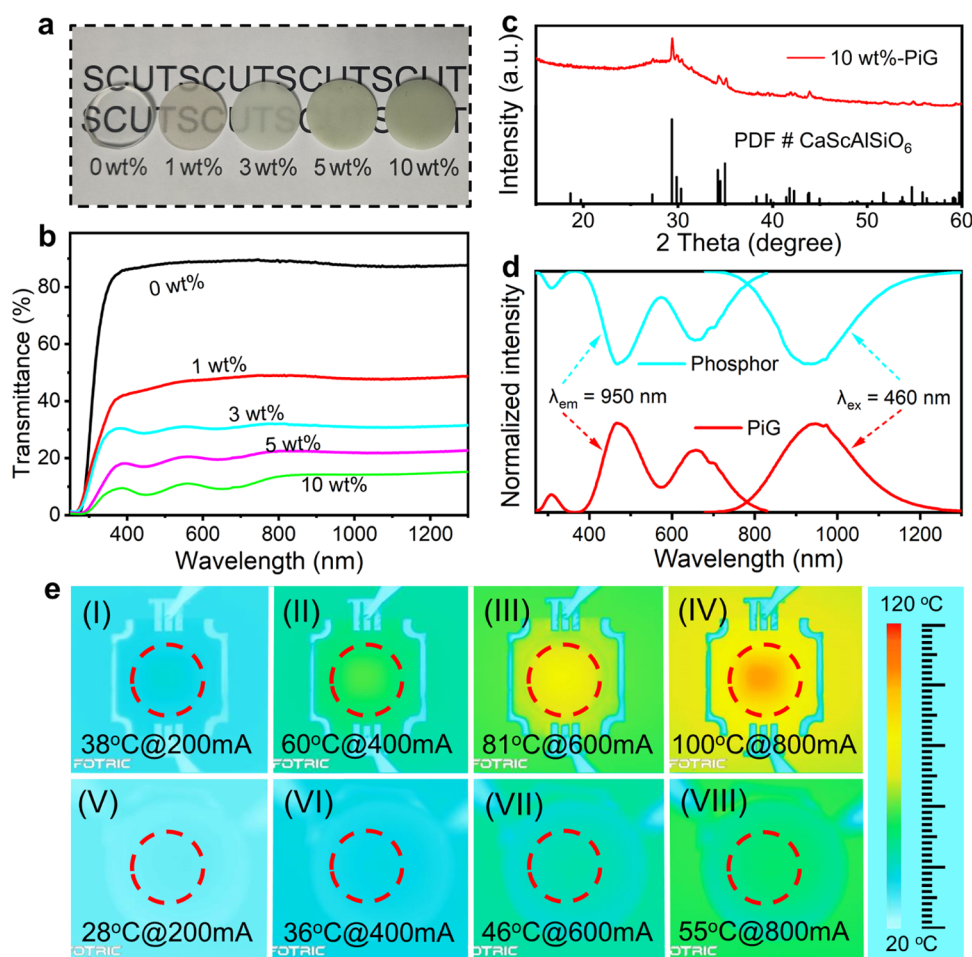 a
SCUTSCUTSCUTSCUT
SCUTSCUTSCUTSCUT
0 wt% 1 wt% 3 wt% 5 wt% 10 wt%
b
Transmittance (%)
80
60
40
20
0
0 wt%
1 wt%
3 wt%
5 wt%
10 wt%
400 600 800 1000 1200
Wavelength (nm)
c
Intensity (a.u.)
10 wt%-PiG
PDF # CaScAlSiO₆
20 30 40 50 60
2 Theta (degree)
d
Normalized intensity
Phosphor
λem = 950 nm
λex = 460 nm
PiG
400 600 800 1000 1200
Wavelength (nm)
e
(I) (II) (III) (IV)
38°C@200mA 60°C@400mA 81°C@600mA 100°C@800mA
FOTRIC FOTRIC FOTRIC FOTRIC
(V) (VI) (VII) (VIII)
28°C@200mA 36°C@400mA 46°C@600mA 55°C@800mA
FOTRIC FOTRIC FOTRIC FOTRIC
120 °C
20 °C